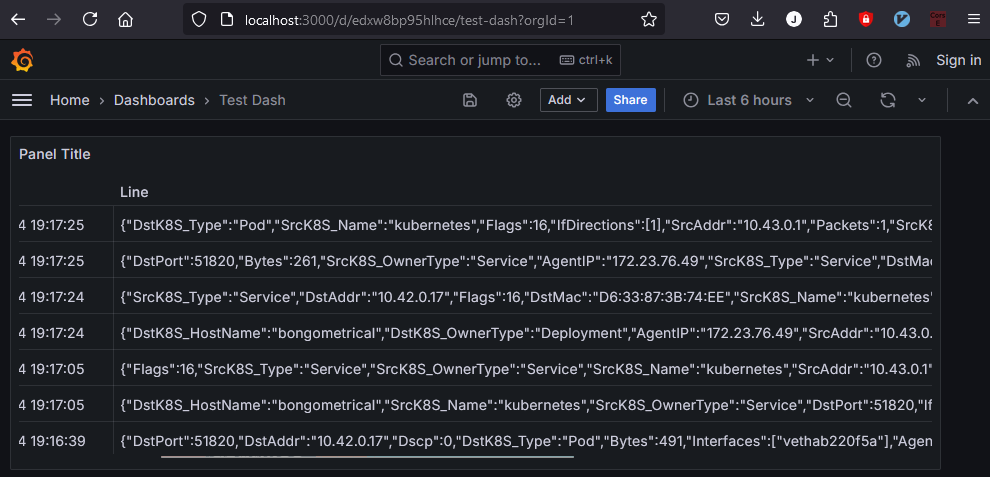 localhost:3000/d/edxw8bp95hlhce/test-dash?orgId=1
Search or jump to... ctrl+k Sign in
Home > Dashboards > Test Dash Add Share Last 6 hours
Panel Title
Line
4 19:17:25 {"DstK8S_Type":"Pod","SrcK8S_Name":"kubernetes","Flags":16,"IfDirections":[1],"SrcAddr":"10.43.0.1","Packets":1,"SrcK8
4 19:17:25 {"DstPort":51820,"Bytes":261,"SrcK8S_OwnerType":"Service","AgentIP":"172.23.76.49","SrcK8S_Type":"Service","DstMac
4 19:17:24 {"SrcK8S_Type":"Service","DstAddr":"10.42.0.17","Flags":16,"DstMac":"D6:33:87:3B:74:EE","SrcK8S_Name":"kubernetes"
4 19:17:24 {"DstK8S_HostName":"bongometrical","DstK8S_OwnerType":"Deployment","AgentIP":"172.23.76.49","SrcAddr":"10.43.0.
4 19:17:05 {"Flags":16,"SrcK8S_Type":"Service","SrcK8S_OwnerType":"Service","SrcK8S_Name":"kubernetes","SrcAddr":"10.43.0.1"
4 19:17:05 {"DstK8S_HostName":"bongometrical","SrcK8S_Name":"kubernetes","SrcK8S_OwnerType":"Service","DstPort":51820,"If
4 19:16:39 {"DstPort":51820,"DstAddr":"10.42.0.17","Dscp":0,"DstK8S_Type":"Pod","Bytes":491,"Interfaces":["vethab220f5a"],"Agen